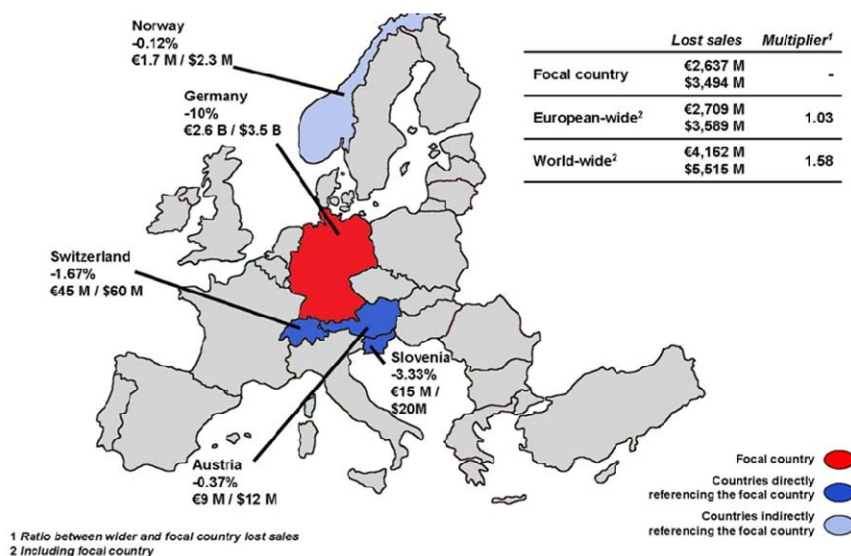 Norway
-0.12%
€1.7 M / $2.3 M
Germany
-10%
€2.6 B / $3.5 B
Lost sales Multiplier1
Focal country €2,637 M -
$3,494 M
European-wide2 €2,709 M 1.03
$3,589 M
World-wide2 €4,162 M 1.58
$5,515 M
Switzerland
-1.67%
€45 M / $60 M
Slovenia
-3.33%
€15 M /
$20M
Austria
-0.37%
€9 M / $12 M
Focal country
Countries directly
referencing the focal country
Countries indirectly
referencing the focal country
1 Ratio between wider and focal country lost sales
2 Including focal country